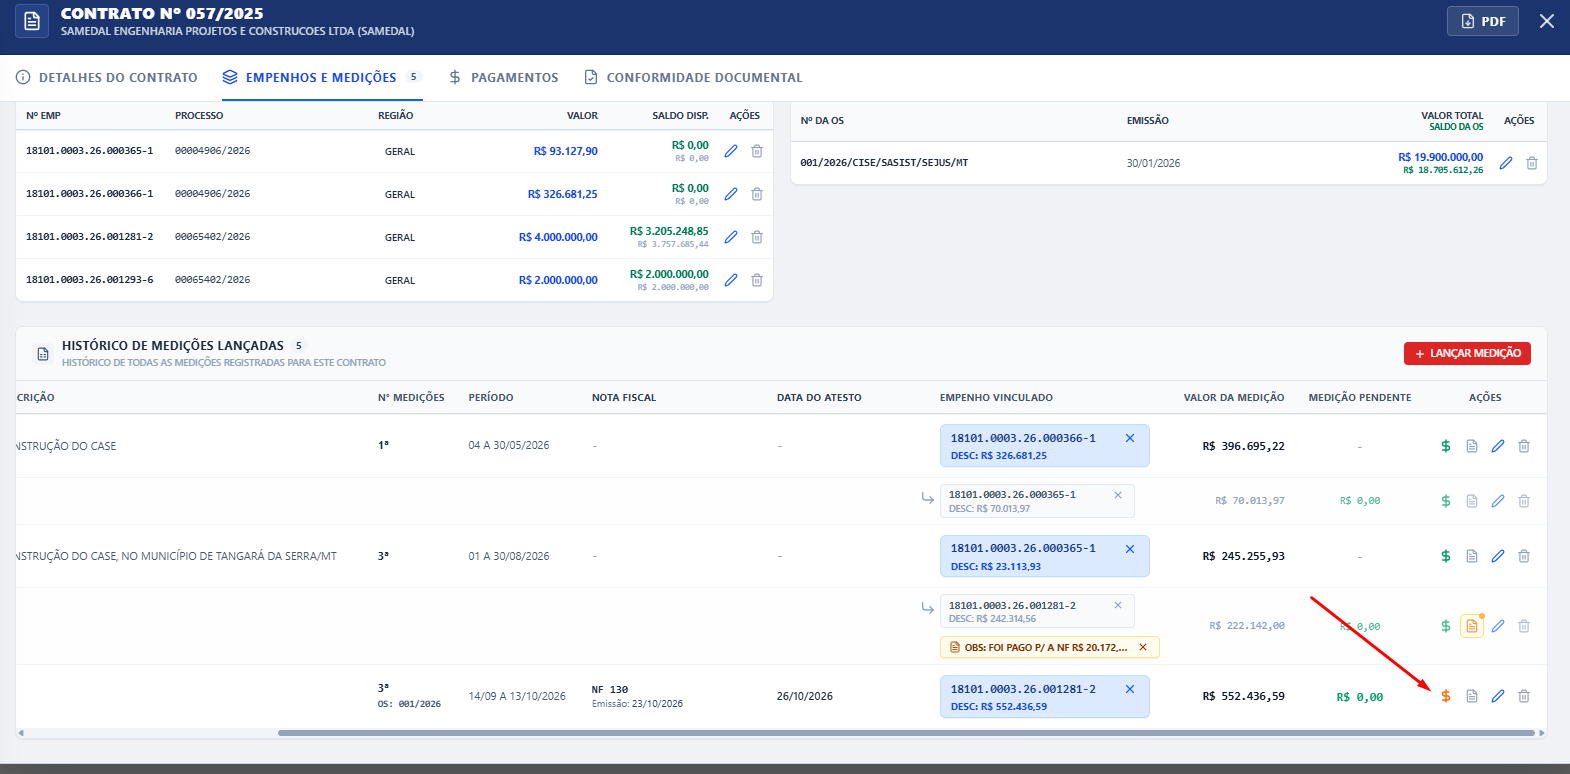 CONTRATO Nº 057/2025
SAMEDAL ENGENHARIA PROJETOS E CONSTRUCOES LTDA (SAMEDAL)
PDF
DETALHES DO CONTRATO
EMPENHOS E MEDIÇÕES 5
PAGAMENTOS
CONFORMIDADE DOCUMENTAL
Nº EMP PROCESSO REGIÃO VALOR SALDO DISP. AÇÕES
18101.0003.26.000365-1 00004906/2026 GERAL R$ 93.127,90 R$ 0,00
R$ 0,00
18101.0003.26.000366-1 00004906/2026 GERAL R$ 326.681,25 R$ 0,00
R$ 0,00
18101.0003.26.001281-2 00065402/2026 GERAL R$ 4.000.000,00 R$ 3.205.248,85
R$ 3.757.685,44
18101.0003.26.001293-6 00065402/2026 GERAL R$ 2.000.000,00 R$ 2.000.000,00
R$ 2.000.000,00
Nº DA OS EMISSÃO VALOR TOTAL AÇÕES
SALDO DA OS
001/2026/CISE/SASIST/SEJUS/MT 30/01/2026 R$ 19.900.000,00
R$ 18.705.612,26
HISTÓRICO DE MEDIÇÕES LANÇADAS 5
HISTÓRICO DE TODAS AS MEDIÇÕES REGISTRADAS PARA ESTE CONTRATO
+ LANÇAR MEDIÇÃO
CRIÇÃO N° MEDIÇÕES PERÍODO NOTA FISCAL DATA DO ATESTO EMPENHO VINCULADO VALOR DA MEDIÇÃO MEDIÇÃO PENDENTE AÇÕES
NSTRUÇÃO DO CASE 1ª 04 A 30/05/2026 - - 18101.0003.26.000366-1 R$ 396.695,22 -
DESC: R$ 326.681,25
18101.0003.26.000365-1 R$ 70.013,97 R$ 0,00
DESC: R$ 70.013,97
NSTRUÇÃO DO CASE, NO MUNICÍPIO DE TANGARÁ DA SERRA/MT 3ª 01 A 30/08/2026 - - 18101.0003.26.000365-1 R$ 245.255,93 -
DESC: R$ 23.113,93
18101.0003.26.001281-2 R$ 222.142,00 R$ 0,00
DESC: R$ 242.314,56
OBS: FOI PAGO P/ A NF R$ 20.172,...
3ª 14/09 A 13/10/2026 NF 130 26/10/2026 18101.0003.26.001281-2 R$ 552.436,59 R$ 0,00
OS: 001/2026 Emissão: 23/10/2026 DESC: R$ 552.436,59